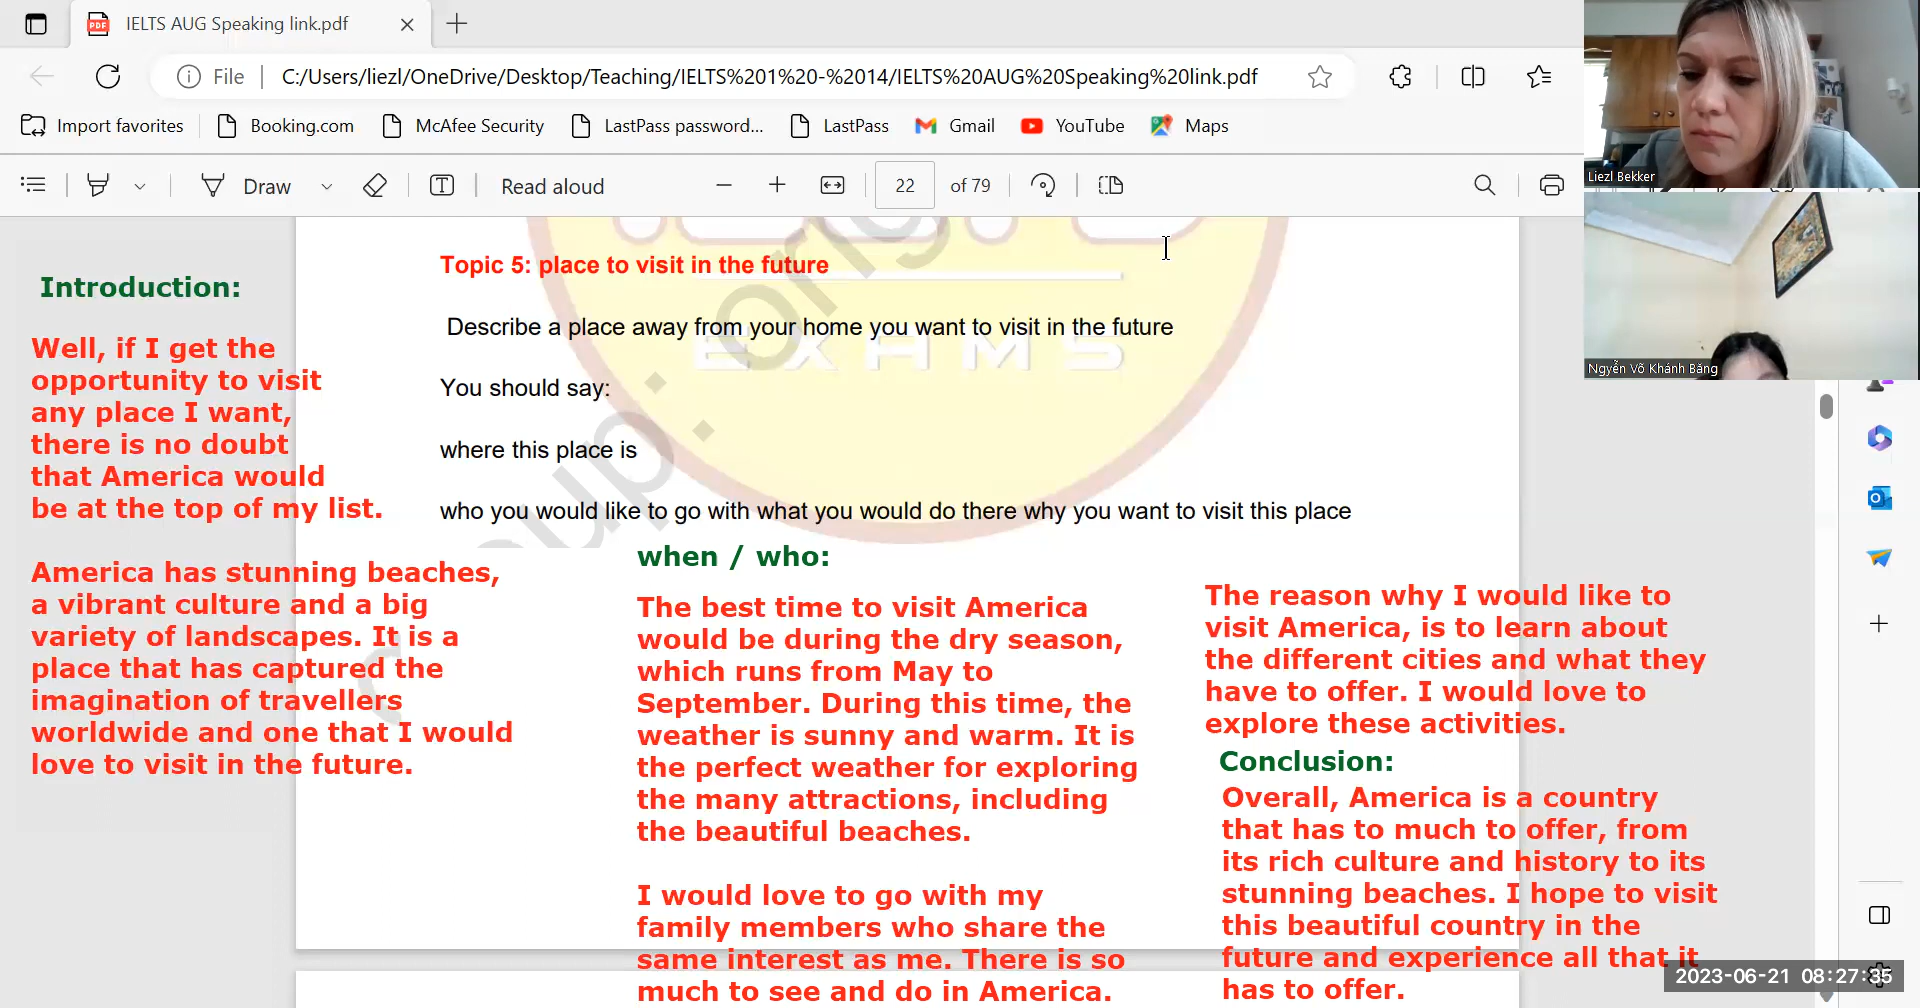 IELTS AUG Speaking link.pdf
File
C:/Users/liezl/OneDrive/Desktop/Teaching/IELTS%201%20-%2014/IELTS%20AUG%20Speaking%20link.pdf
Import favorites
Booking.com
McAfee Security
LastPass password...
LastPass
Gmail
YouTube
Maps
Draw
Read aloud
22
of 79
Liezl Bekker
Nguyễn Võ Khánh Băng
Topic 5: place to visit in the future
Describe a place away from your home you want to visit in the future
EXAMS
You should say:
where this place is
who you would like to go with what you would do there why you want to visit this place
Introduction:
Well, if I get the
opportunity to visit
any place I want,
there is no doubt
that America would
be at the top of my list.
America has stunning beaches,
a vibrant culture and a big
variety of landscapes. It is a
place that has captured the
imagination of travellers
worldwide and one that I would
love to visit in the future.
when / who:
The best time to visit America
would be during the dry season,
which runs from May to
September. During this time, the
weather is sunny and warm. It is
the perfect weather for exploring
the many attractions, including
the beautiful beaches.
I would love to go with my
family members who share the
same interest as me. There is so
much to see and do in America.
The reason why I would like to
visit America, is to learn about
the different cities and what they
have to offer. I would love to
explore these activities.
Conclusion:
Overall, America is a country
that has to much to offer, from
its rich culture and history to its
stunning beaches. I hope to visit
this beautiful country in the
future and experience all that it
has to offer.
2023-06-21 08:27:35